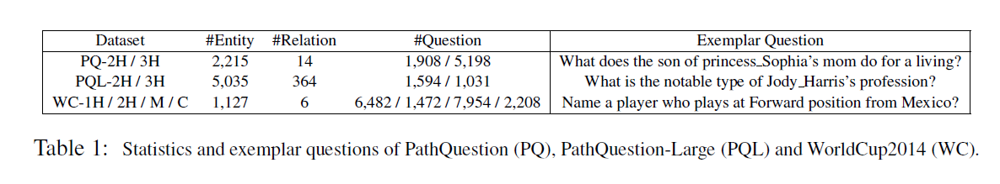 Dataset #Entity #Relation #Question Exemplar Question
PQ-2H / 3H 2,215 14 1,908 / 5,198 What does the son of princess_Sophia's mom do for a living?
PQL-2H / 3H 5,035 364 1,594 / 1,031 What is the notable type of Jody_Harris's profession?
WC-1H / 2H / M / C 1,127 6 6,482 / 1,472 / 7,954 / 2,208 Name a player who plays at Forward position from Mexico?
Table 1: Statistics and exemplar questions of PathQuestion (PQ), PathQuestion-Large (PQL) and WorldCup2014 (WC).